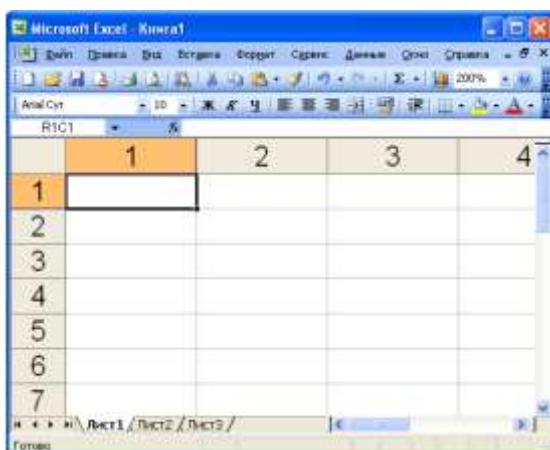 Microsoft Excel - Книга1
Файл Правка Вид Вставка Формат Сервис Данные Окно Справка
200%
Arial Cyr 10 Ж К Ч
R1C1 fx
1 2 3 4
1
2
3
4
5
6
7
Лист1 / Лист2 / Лист3 /
Готово